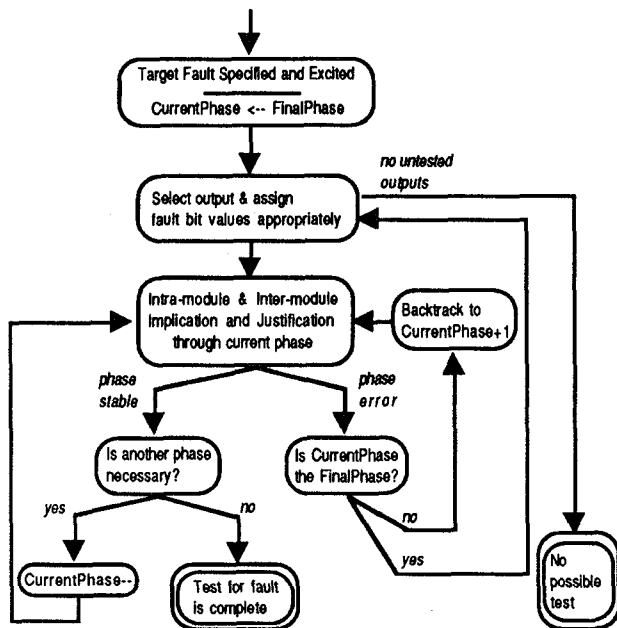 Target Fault Specified and Excited
CurrentPhase <-- FinalPhase
no untested
outputs
Select output & assign
fault bit values appropriately
Intra-module & Inter-module
Implication and Justification
through current phase
Backtrack to
CurrentPhase+1
phase
stable
phase
error
Is another phase
necessary?
Is CurrentPhase
the FinalPhase?
yes
no
no
yes
CurrentPhase--
Test for fault
is complete
No
possible
test